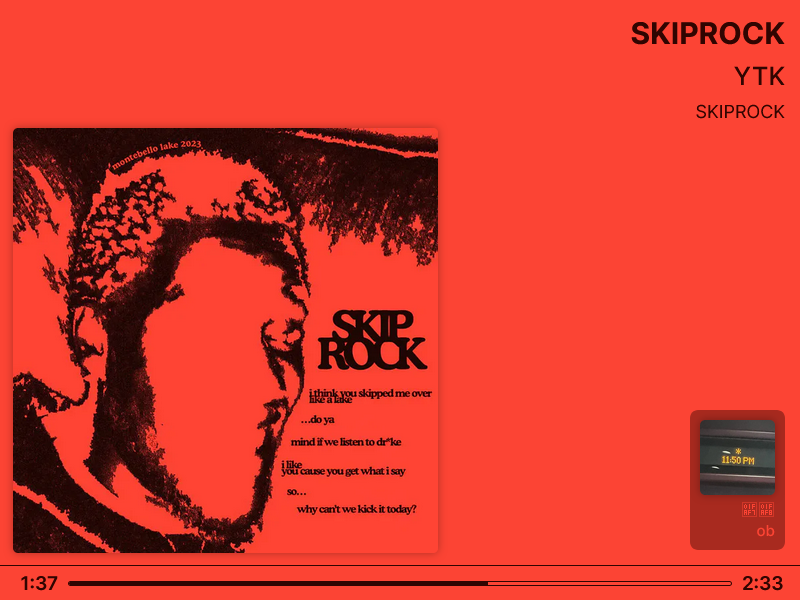 SKIPROCK
YTK
SKIPROCK
montebello lake 2023
SKIP
ROCK
i think you skipped me over
like a lake
...do ya
mind if we listen to dr*ke
i like
you cause you get what i say
so...
why can't we kick it today?
11:50 PM
ob
1:37
2:33